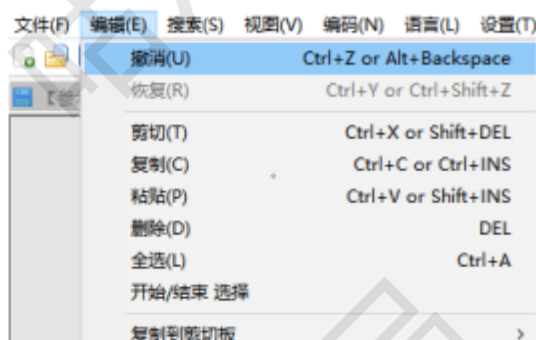 文件(F) 编辑(E) 搜索(S) 视图(V) 编码(N) 语言(L) 设置(T)
撤消(U) Ctrl+Z or Alt+Backspace
恢复(R) Ctrl+Y or Ctrl+Shift+Z
剪切(T) Ctrl+X or Shift+DEL
复制(C) Ctrl+C or Ctrl+INS
粘贴(P) Ctrl+V or Shift+INS
删除(D) DEL
全选(L) Ctrl+A
开始/结束 选择
复制到剪切板